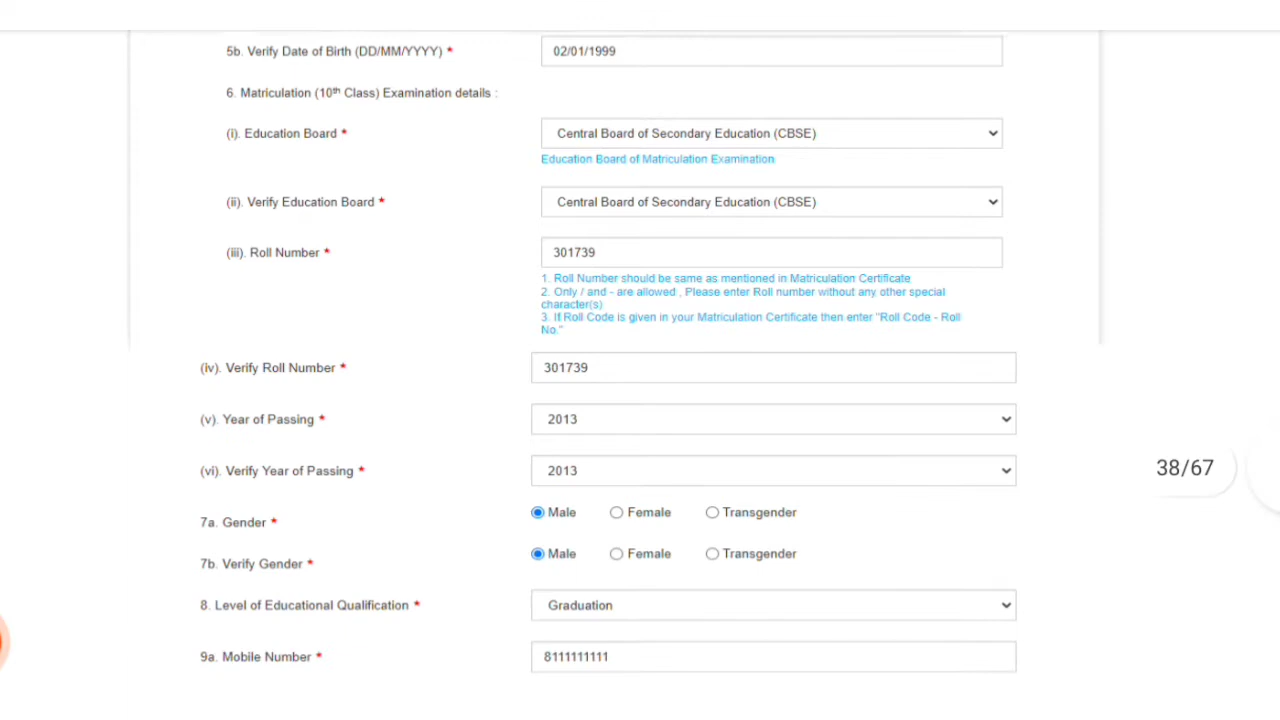 5b. Verify Date of Birth (DD/MM/YYYY) * 02/01/1999
6. Matriculation (10th Class) Examination details :
(i). Education Board * Central Board of Secondary Education (CBSE)
Education Board of Matriculation Examination
(ii). Verify Education Board * Central Board of Secondary Education (CBSE)
(iii). Roll Number * 301739
1. Roll Number should be same as mentioned in Matriculation Certificate
2. Only / and - are allowed , Please enter Roll number without any other special
character(s)
3. If Roll Code is given in your Matriculation Certificate then enter "Roll Code - Roll
No."
(iv). Verify Roll Number * 301739
(v). Year of Passing * 2013
(vi). Verify Year of Passing * 2013
38/67
7a. Gender * Male Female Transgender
7b. Verify Gender * Male Female Transgender
8. Level of Educational Qualification * Graduation
9a. Mobile Number * 8111111111